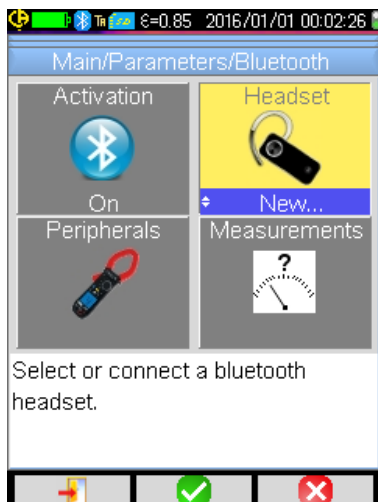 Ta ε=0.85 2016/01/01 00:02:26
Main/Parameters/Bluetooth
Activation
On
Headset
New...
Peripherals
Measurements
?
Select or connect a bluetooth
headset.